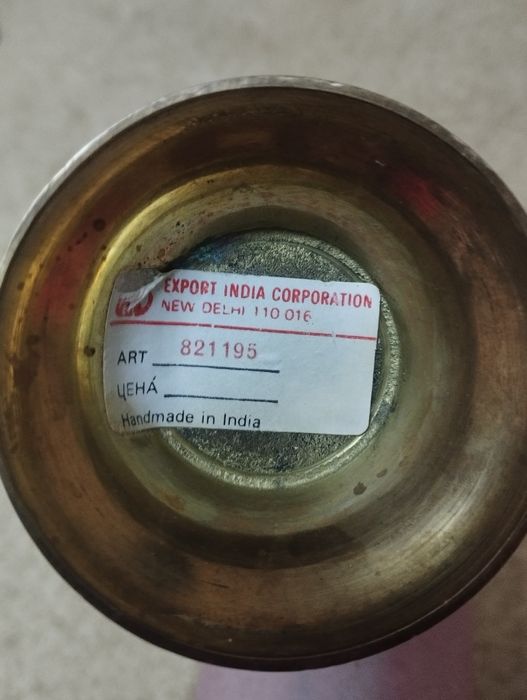 EXPORT INDIA CORPORATION
NEW DELHI 110 016
ART 821195
ЦЕНА́
Handmade in India